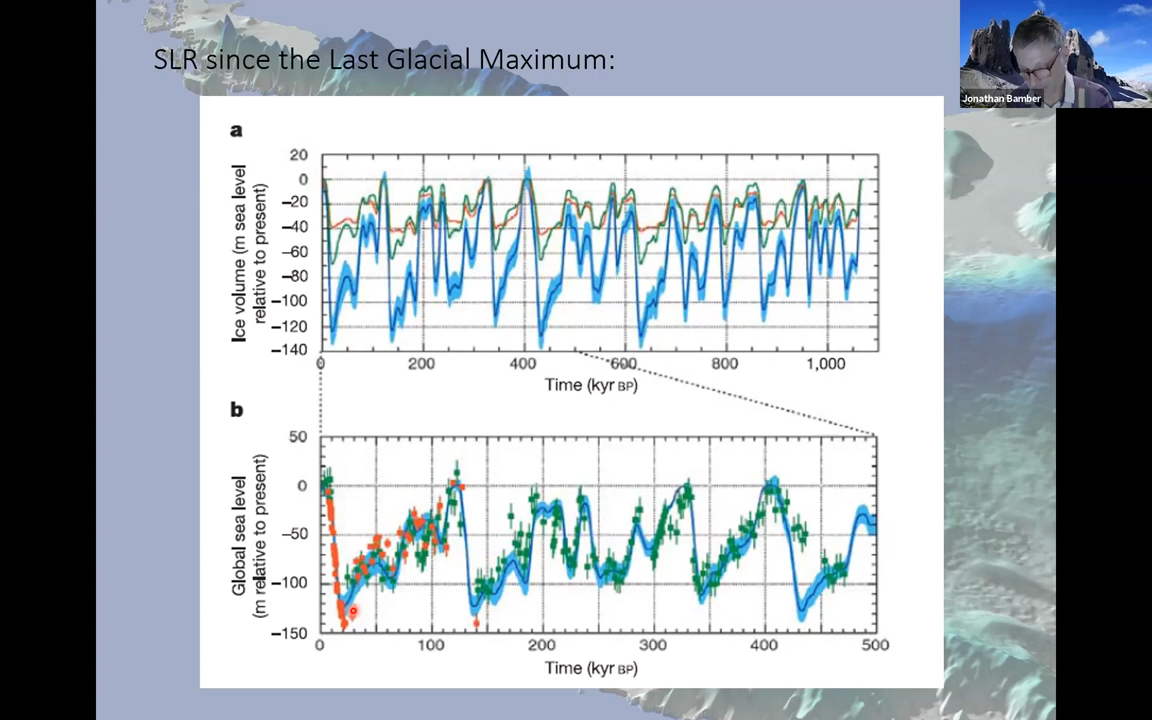 SLR since the Last Glacial Maximum:
Jonathan Bamber
a
Ice volume (m sea level
relative to present)
20
0
−20
−40
−60
−80
−100
−120
−140
0 200 400 600 800 1,000
Time (kyr BP)
b
Global sea level
(m relative to present)
50
0
−50
−100
−150
0 100 200 300 400 500
Time (kyr BP)